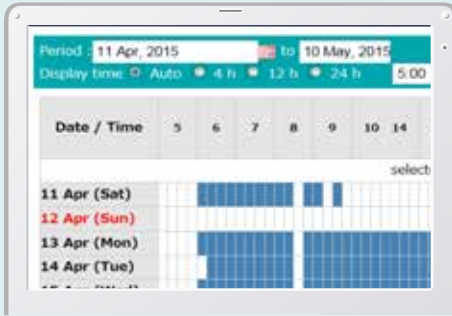 Period : 11 Apr, 2015 to 10 May, 2015
Display time Auto 4 h 12 h 24 h 5:00
Date / Time 5 6 7 8 9 10 14
select
11 Apr (Sat)
12 Apr (Sun)
13 Apr (Mon)
14 Apr (Tue)